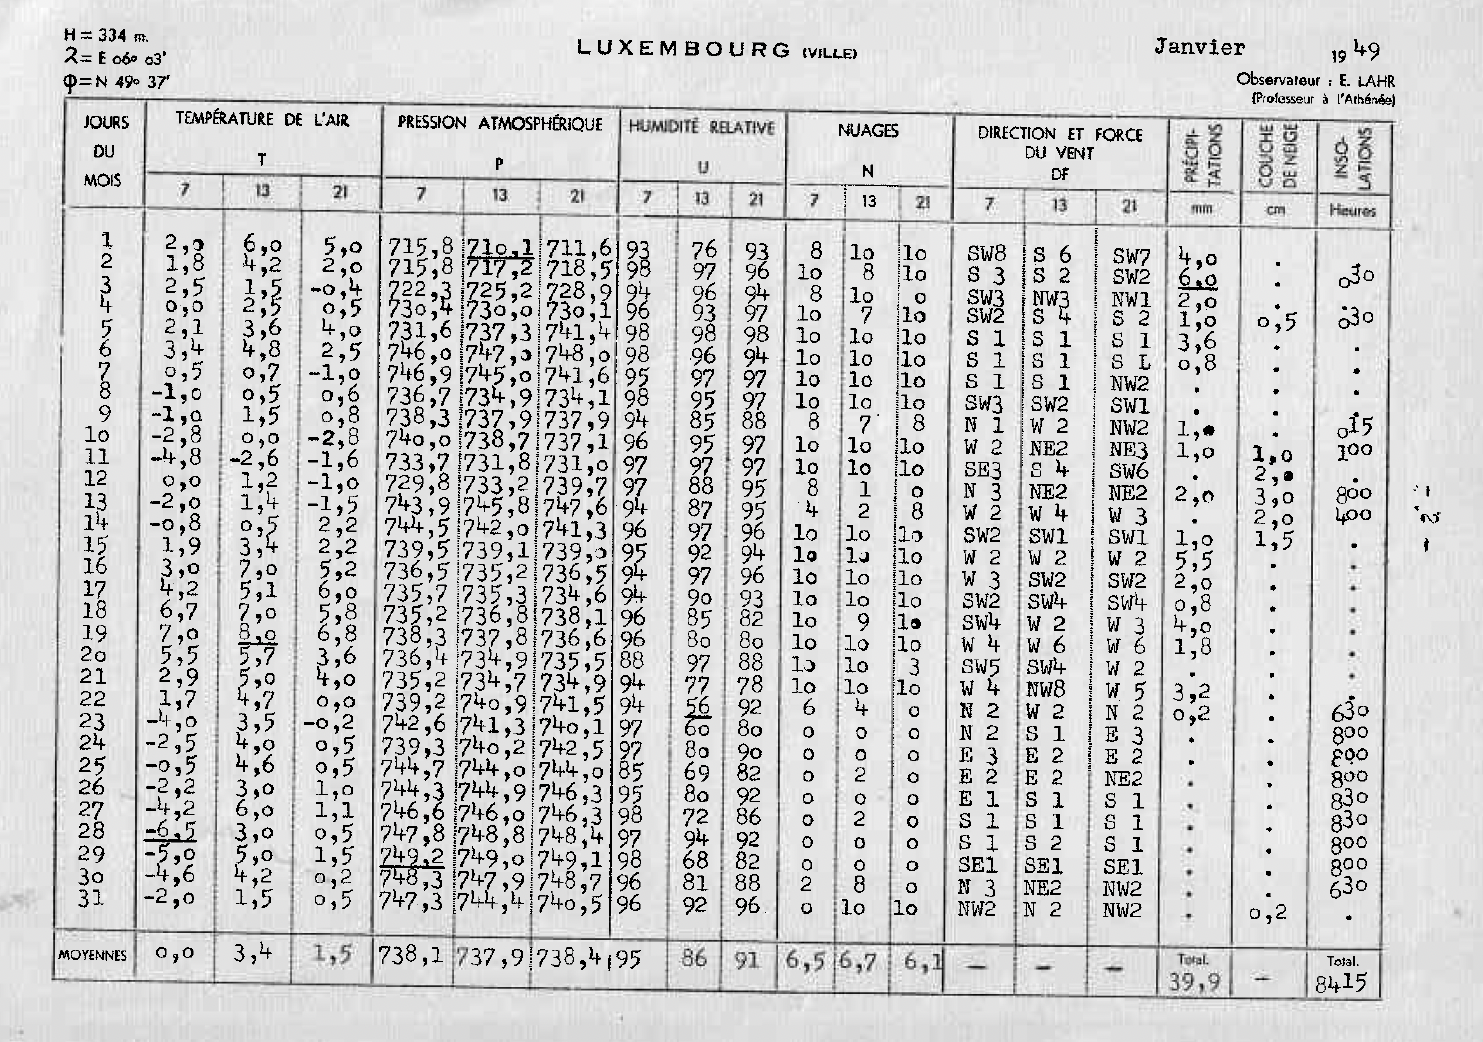 H = 334 m.
λ = E 06° 03'
φ = N 49° 37'
LUXEMBOURG (VILLE)
Janvier 1949
Observateur : E. LAHR
(Professeur à l'Athénée)
JOURS DU MOIS TEMPÉRATURE DE L'AIR T PRESSION ATMOSPHÉRIQUE P HUMIDITÉ RELATIVE U NUAGES N DIRECTION ET FORCE DU VENT DF PRÉCIPI-TATIONS COUCHE DE NEIGE INSO-LATIONS
7 13 21 7 13 21 7 13 21 7 13 21 7 13 21 mm cm Heures
1 2,0 6,0 5,0 715,8 710,1 711,6 93 76 93 8 10 10 SW8 S 6 SW7 4,0 .
2 1,8 4,2 2,0 715,8 717,2 718,5 98 97 96 10 8 10 S 3 S 2 SW2 6,0 . 030
3 2,5 1,5 -0,4 722,3 725,2 728,9 94 96 94 8 10 0 SW3 NW3 NW1 2,0 . .
4 0,0 2,5 0,5 730,4 730,0 730,1 96 93 97 10 7 10 SW2 S 4 S 2 1,0 0,5 030
5 2,1 3,6 4,0 731,6 737,3 741,4 98 98 98 10 10 10 S 1 S 1 S 1 3,6 . .
6 3,4 4,8 2,5 746,0 747,0 748,0 98 96 94 10 10 10 S 1 S 1 S L 0,8 . .
7 0,5 0,7 -1,0 746,9 745,0 741,6 95 97 97 10 10 10 S 1 S 1 NW2 . . .
8 -1,0 0,5 0,6 736,7 734,9 734,1 98 95 97 10 10 10 SW3 SW2 SW1 . . .
9 -1,0 1,5 0,8 738,3 737,9 737,9 94 85 88 8 7 8 N 1 W 2 NW2 1, . 015
10 -2,8 0,0 -2,8 740,0 738,7 737,1 96 95 97 10 10 10 W 2 NE2 NE3 1,0 1,0 100
11 -4,8 -2,6 -1,6 733,7 731,8 731,0 97 97 97 10 10 10 SE3 S 4 SW6 . 2,
12 0,0 1,2 -1,0 729,8 733,2 739,7 97 88 95 8 1 0 N 3 NE2 NE2 2,0 3,0 800
13 -2,0 1,4 -1,5 743,9 745,8 747,6 94 87 95 4 2 8 W 2 W 4 W 3 . 2,0 400
14 -0,8 0,5 2,2 744,5 742,0 741,3 96 97 96 10 10 10 SW2 SW1 SW1 1,0 1,5 .
15 1,9 3,4 2,2 739,5 739,1 739,0 95 92 94 10 10 10 W 2 W 2 W 2 5,5 . .
16 3,0 7,0 5,2 736,5 735,2 736,5 94 97 96 10 10 10 W 3 SW2 SW2 2,0 . .
17 4,2 5,1 6,0 735,7 735,3 734,6 94 90 93 10 10 10 SW2 SW4 SW4 0,8 . .
18 6,7 7,0 5,8 735,2 736,8 738,1 96 85 82 10 9 10 SW4 W 2 W 3 4,0 . .
19 7,0 8,0 6,8 738,3 737,8 736,6 96 80 80 10 10 10 W 4 W 6 W 6 1,8 . .
20 5,5 5,7 3,6 736,4 734,9 735,5 88 97 88 10 10 3 SW5 SW4 W 2 . . .
21 2,9 5,0 4,0 735,2 734,7 734,9 94 77 78 10 10 10 W 4 NW8 W 5 3,2 . .
22 1,7 4,7 0,0 739,2 740,9 741,5 94 56 92 6 4 0 N 2 W 2 N 2 0,2 . 630
23 -4,0 3,5 -0,2 742,6 741,3 740,1 97 60 80 0 0 0 N 2 S 1 E 3 . . 800
24 -2,5 4,0 0,5 739,3 740,2 742,5 97 80 90 0 0 0 E 3 E 2 E 2 . . 800
25 -0,5 4,6 0,5 744,7 744,0 744,0 85 69 82 0 2 0 E 2 E 2 NE2 . . 800
26 -2,2 3,0 1,0 744,3 744,9 746,3 95 80 92 0 0 0 E 1 S 1 S 1 . . 830
27 -4,2 6,0 1,1 746,6 746,0 746,3 98 72 86 0 2 0 S 1 S 1 S 1 . . 830
28 -6,5 3,0 0,5 747,8 748,8 748,4 97 94 92 0 0 0 S 1 S 2 S 1 . . 800
29 -5,0 5,0 1,5 749,2 749,0 749,1 98 68 82 0 0 0 SE1 SE1 SE1 . . 800
30 -4,6 4,2 0,2 748,3 747,9 748,7 96 81 88 2 8 0 N 3 NE2 NW2 . . 630
31 -2,0 1,5 0,5 747,3 744,4 740,5 96 92 96 0 10 10 NW2 N 2 NW2 . 0,2 .
MOYENNES 0,0 3,4 1,5 738,1 737,9 738,4 95 86 91 6,5 6,7 6,1 — — — Total. 39,9 — Total. 8415